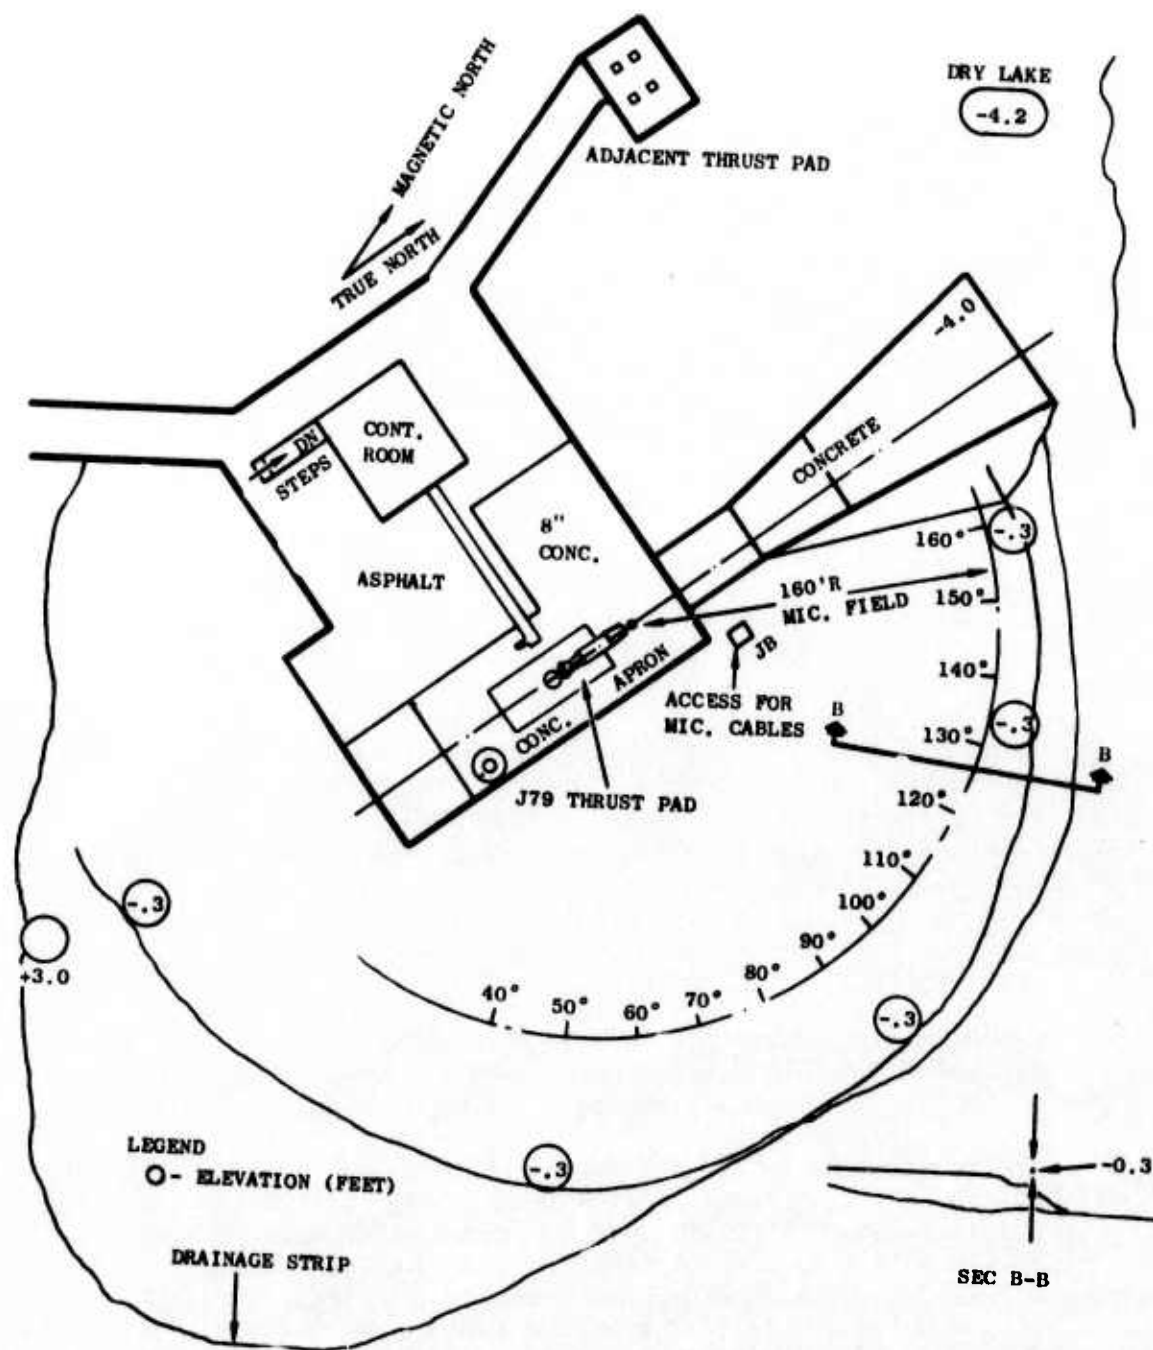 DRY LAKE
-4.2
MAGNETIC NORTH
TRUE NORTH
ADJACENT THRUST PAD
-4.0
CONCRETE
DN
STEPS
CONT.
ROOM
8"
CONC.
ASPHALT
160°
-.3
160'R
MIC. FIELD
150°
JB
140°
CONC. APRON
ACCESS FOR
MIC. CABLES
B
-.3
130°
B
J79 THRUST PAD
120°
110°
100°
90°
80°
70°
60°
50°
40°
-.3
+3.0
-.3
-.3
LEGEND
O- ELEVATION (FEET)
-0.3
DRAINAGE STRIP
SEC B-B